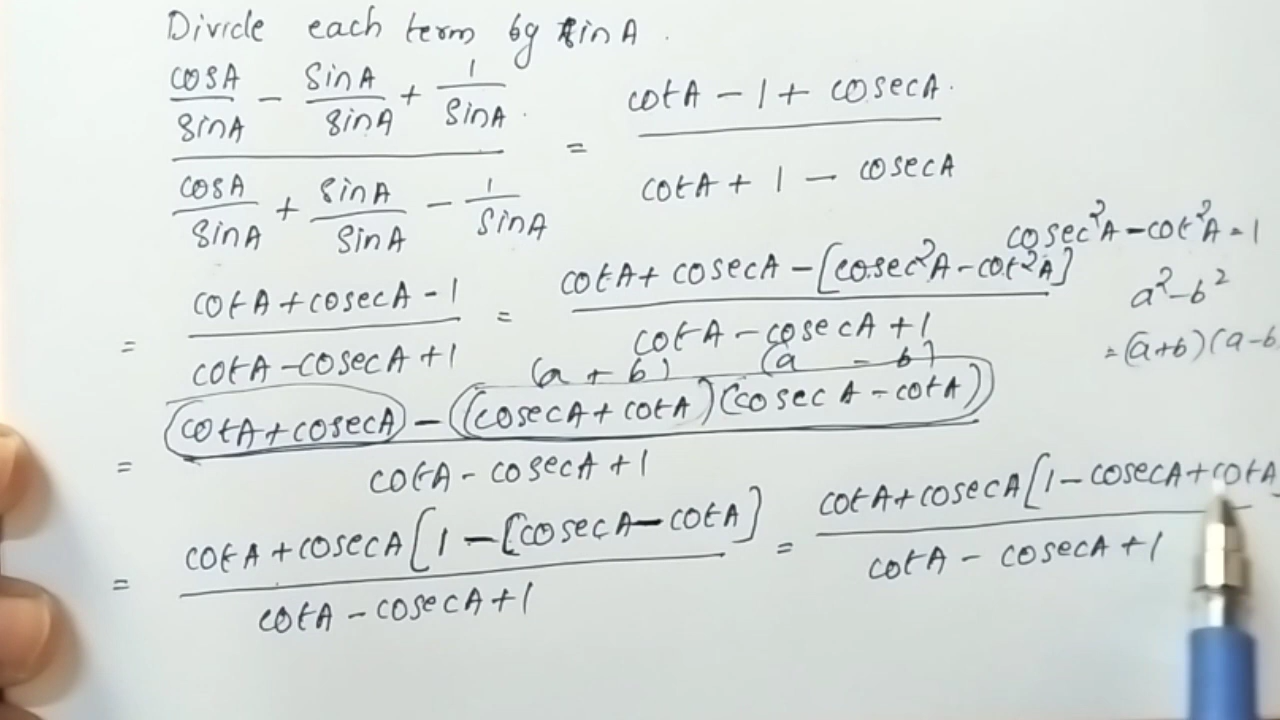 Divide each term by sinA.
cosA/sinA - sinA/sinA + 1/sinA . = cotA - 1 + cosecA.
cosA/sinA + sinA/sinA - 1/sinA cotA + 1 - cosecA
cosec²A - cot²A = 1
= cotA + cosecA - 1 = cotA + cosecA - [cosec²A - cot²A] a² - b²
cotA - cosecA + 1 cotA - cosecA + 1 = (a+b)(a-b
(a + b) (a - b)
= cotA + cosecA - ((cosecA + cotA)(cosecA - cotA))
cotA - cosecA + 1
= cotA + cosecA [1 - [cosecA - cotA] = cotA + cosecA [1 - cosecA + cotA
cotA - cosecA + 1 cotA - cosecA + 1